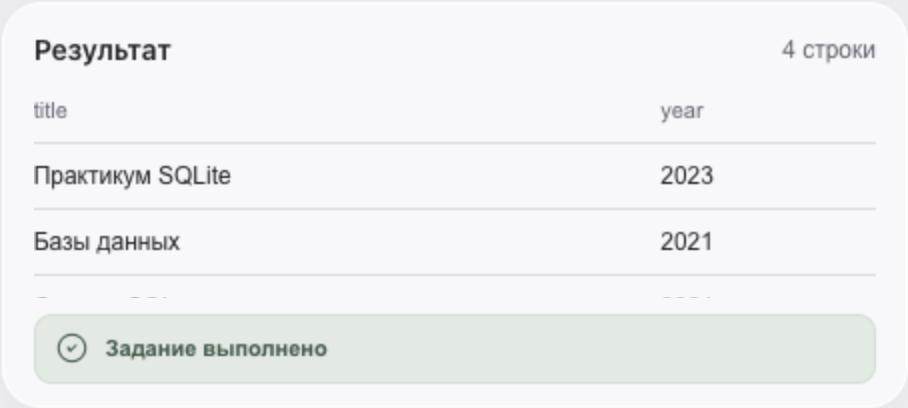 Результат 4 строки
title year
Практикум SQLite 2023
Базы данных 2021
Задание выполнено